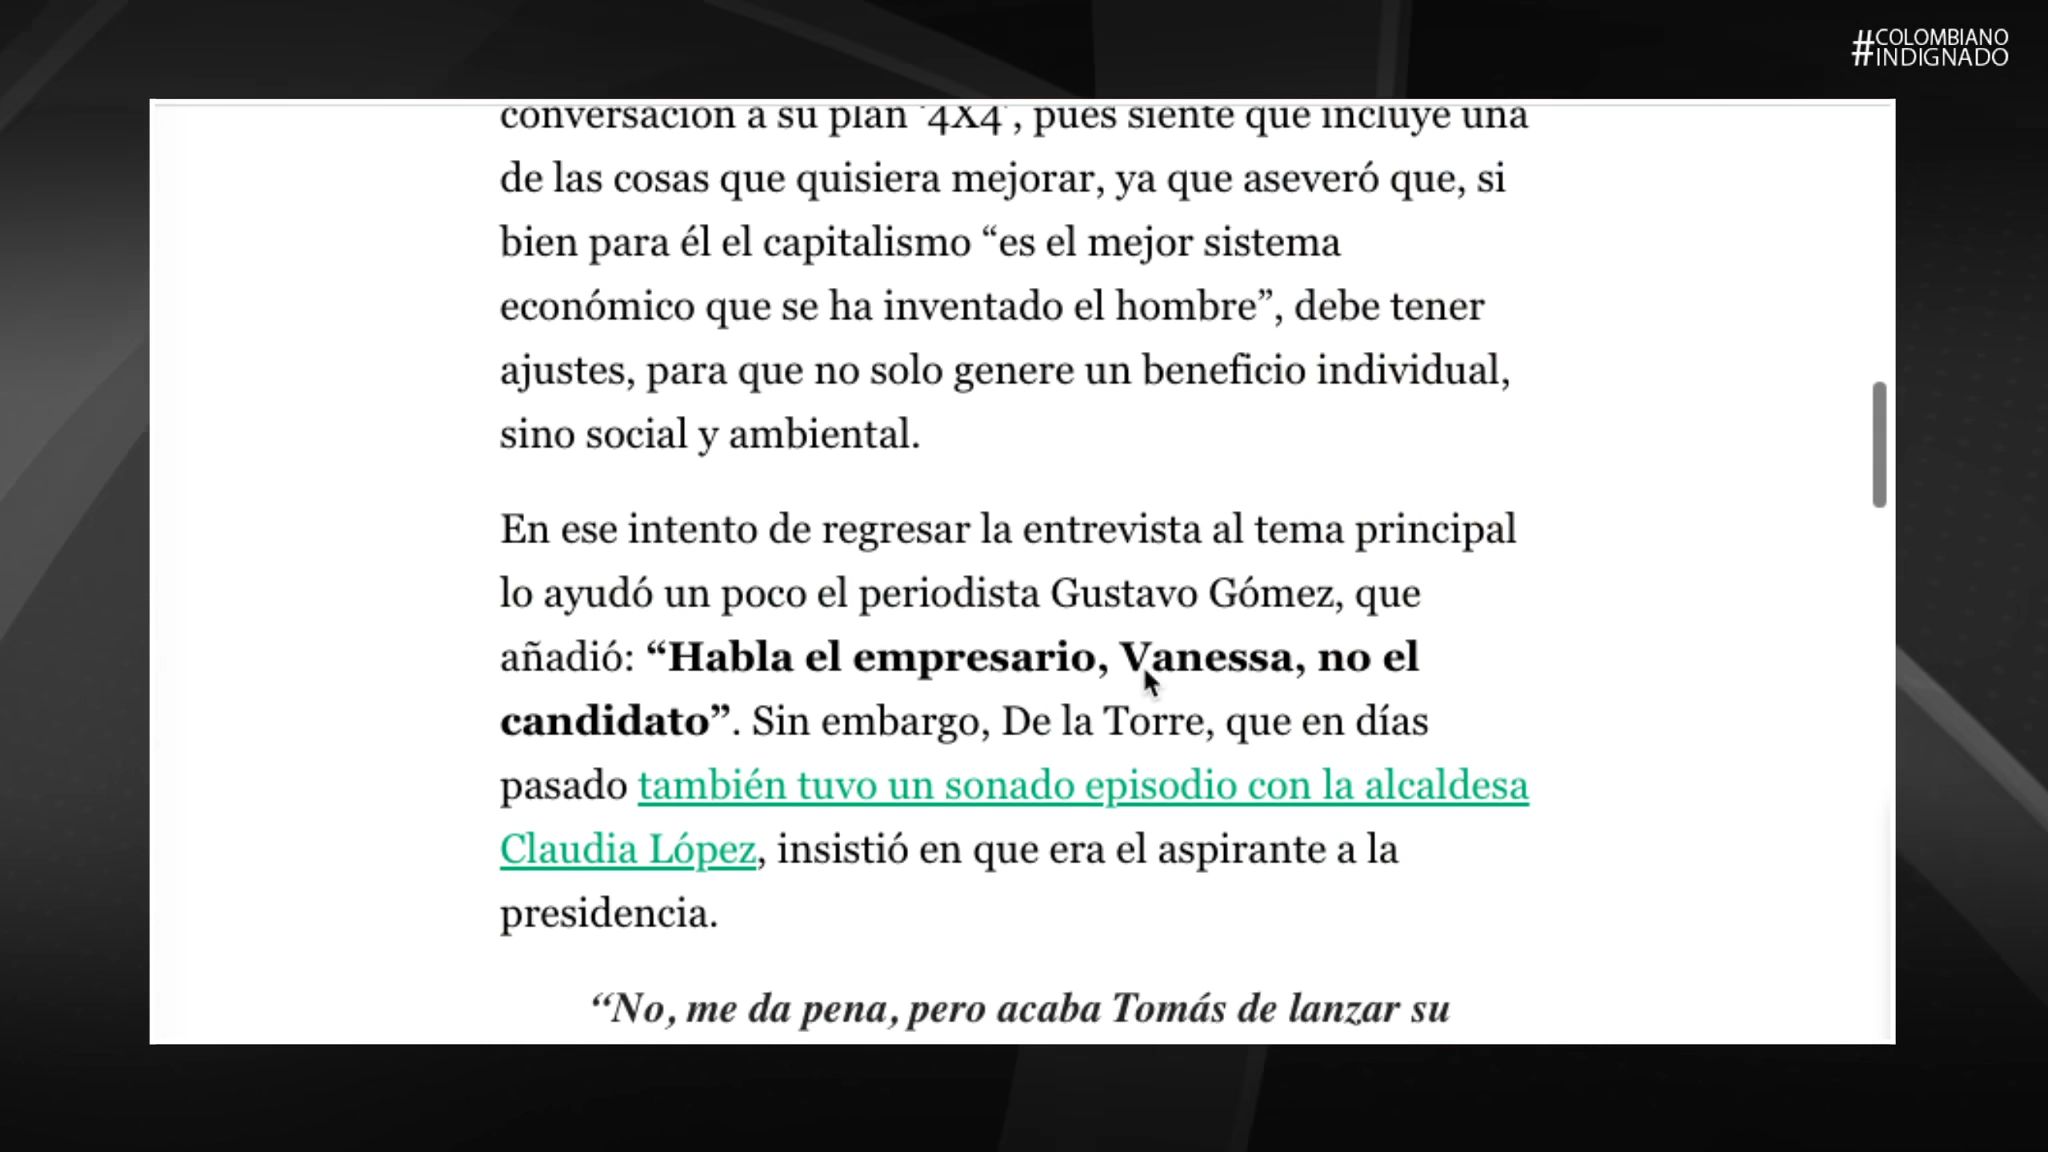 #COLOMBIANO
INDIGNADO
conversación a su plan '4X4', pues siente que incluye una
de las cosas que quisiera mejorar, ya que aseveró que, si
bien para él el capitalismo “es el mejor sistema
económico que se ha inventado el hombre”, debe tener
ajustes, para que no solo genere un beneficio individual,
sino social y ambiental.
En ese intento de regresar la entrevista al tema principal
lo ayudó un poco el periodista Gustavo Gómez, que
añadió: “Habla el empresario, Vanessa, no el
candidato”. Sin embargo, De la Torre, que en días
pasado también tuvo un sonado episodio con la alcaldesa
Claudia López, insistió en que era el aspirante a la
presidencia.
“No, me da pena, pero acaba Tomás de lanzar su